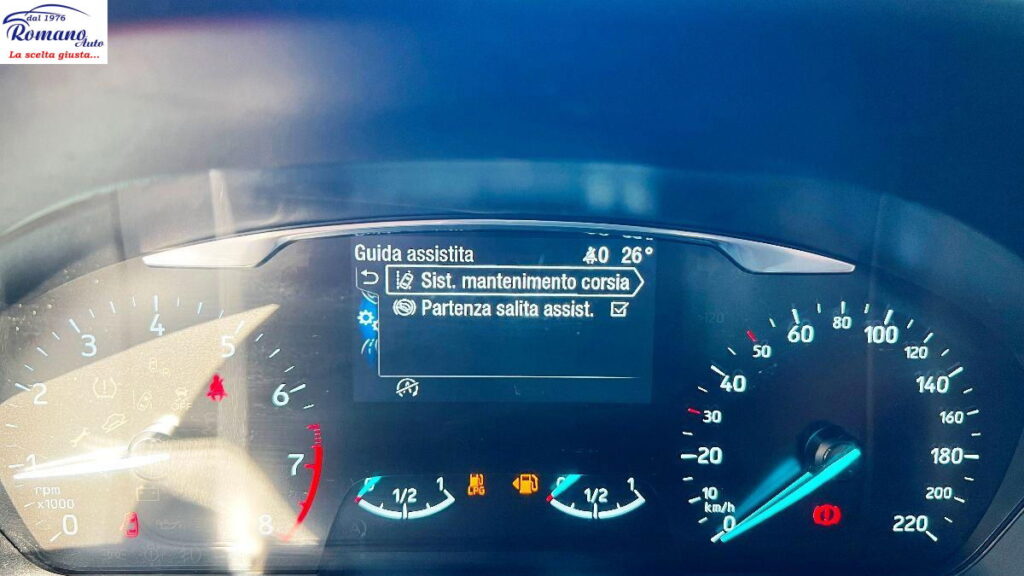 dal 1976
Romano
Auto
La scelta giusta...
Guida assistita
0 26°
Sist. mantenimento corsia
Partenza salita assist.
0
1
2
3
4
5
6
7
8
rpm
x1000
1/2
1
LPG
0
1/2
1
0
10
20
30
40
50
60
80
100
120
140
160
180
200
220
km/h